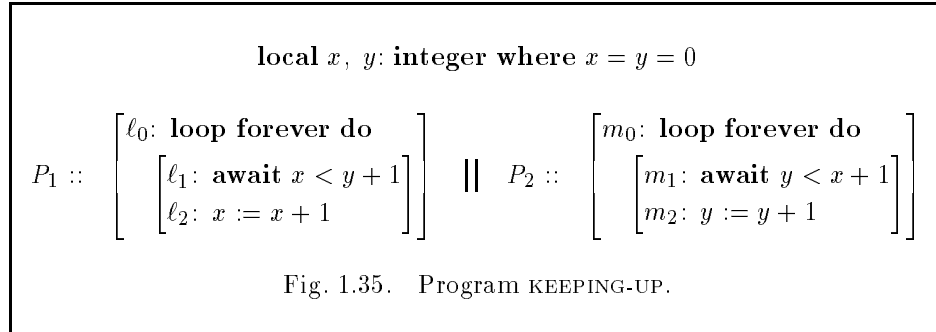 local x, y: integer where x = y = 0
P₁ :: [ℓ₀: loop forever do [ℓ₁: await x < y + 1 ℓ₂: x := x + 1]] || P₂ :: [m₀: loop forever do [m₁: await y < x + 1 m₂: y := y + 1]]
Fig. 1.35. Program KEEPING-UP.